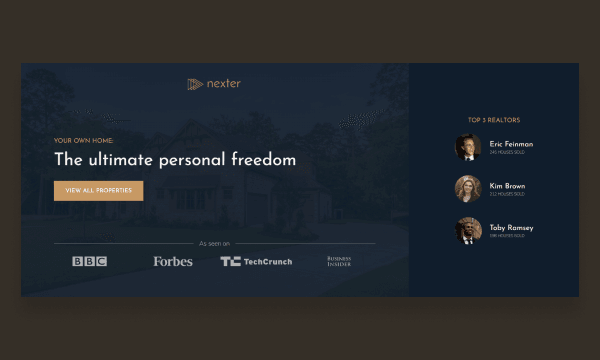 nexter
YOUR OWN HOME:
The ultimate personal freedom
VIEW ALL PROPERTIES
As seen on
BBC
Forbes
TC TechCrunch
BUSINESS
INSIDER
TOP 3 REALTORS
Eric Feinman
245 HOUSES SOLD
Kim Brown
212 HOUSES SOLD
Toby Ramsey
HOUSES SOLD